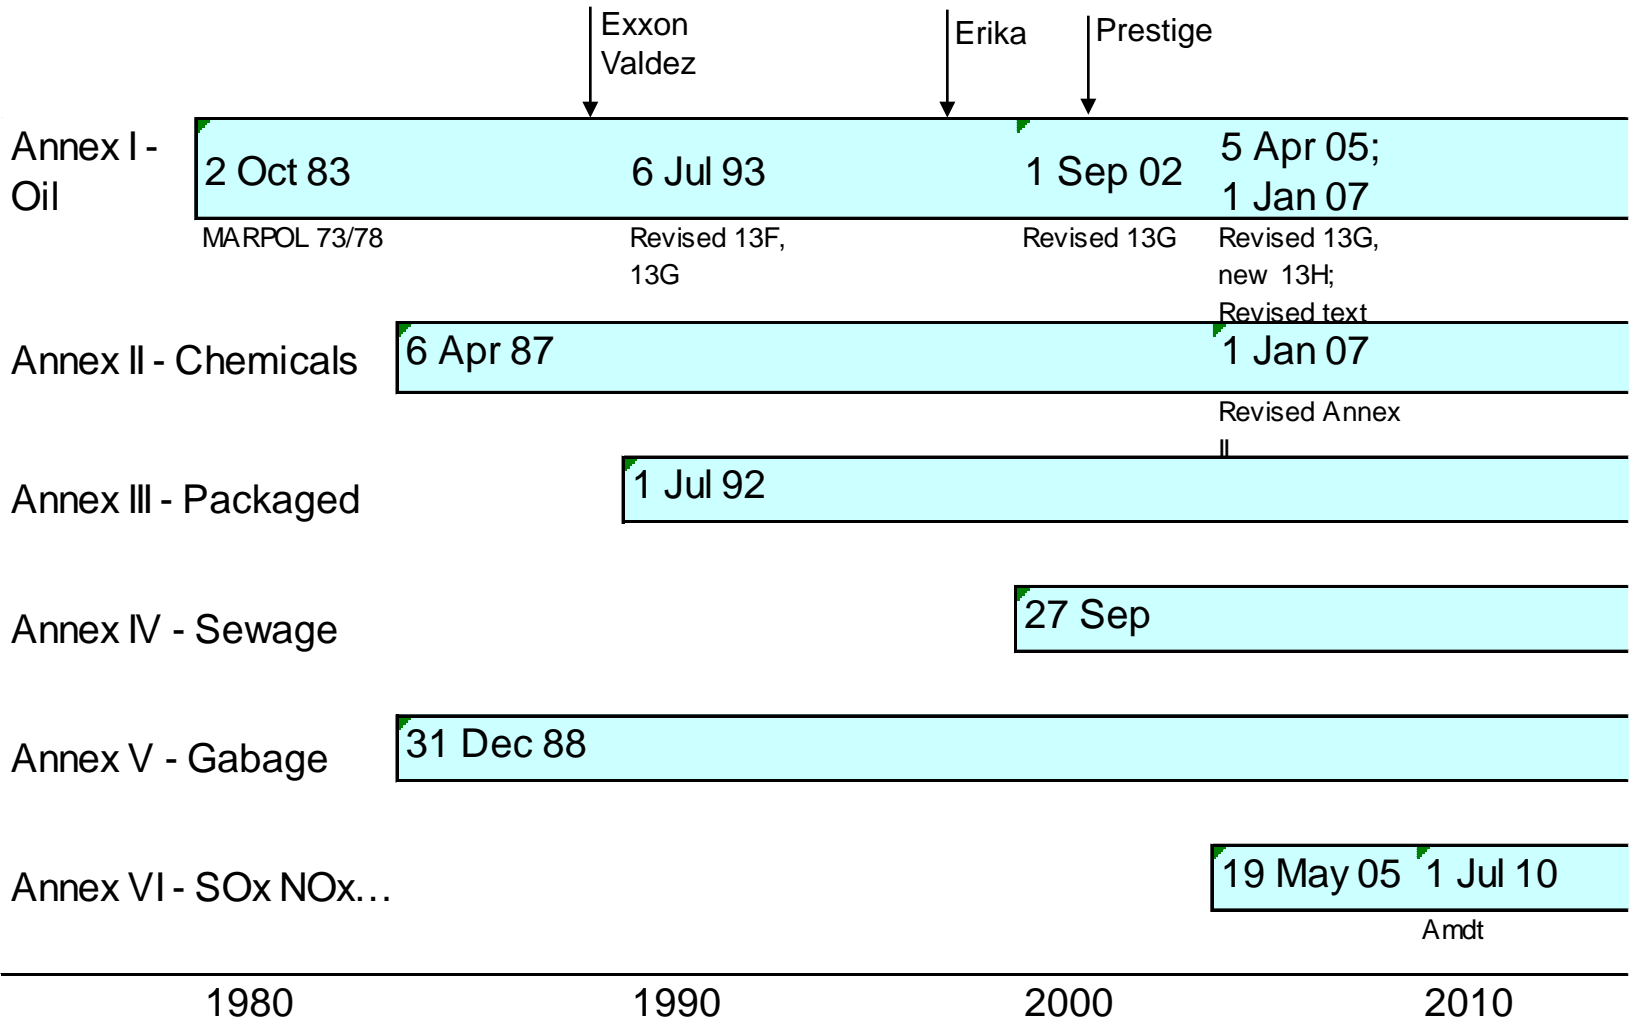 Exxon
Valdez
Erika
Prestige
Annex I -
Oil
2 Oct 83
6 Jul 93
1 Sep 02
5 Apr 05;
1 Jan 07
MARPOL 73/78
Revised 13F,
13G
Revised 13G
Revised 13G,
new 13H;
Revised text
Annex II - Chemicals
6 Apr 87
1 Jan 07
Revised Annex
II
Annex III - Packaged
1 Jul 92
Annex IV - Sewage
27 Sep
Annex V - Gabage
31 Dec 88
Annex VI - SOx NOx...
19 May 05
1 Jul 10
Amdt
1980
1990
2000
2010